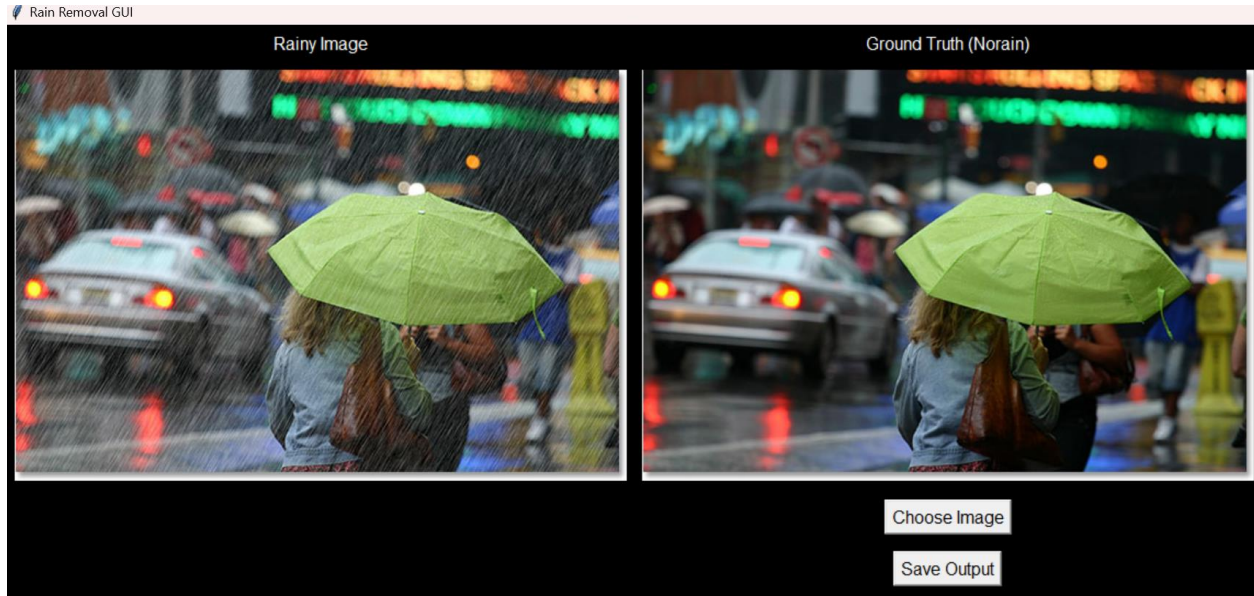 Rain Removal GUI
Rainy Image
Ground Truth (Norain)
Choose Image
Save Output